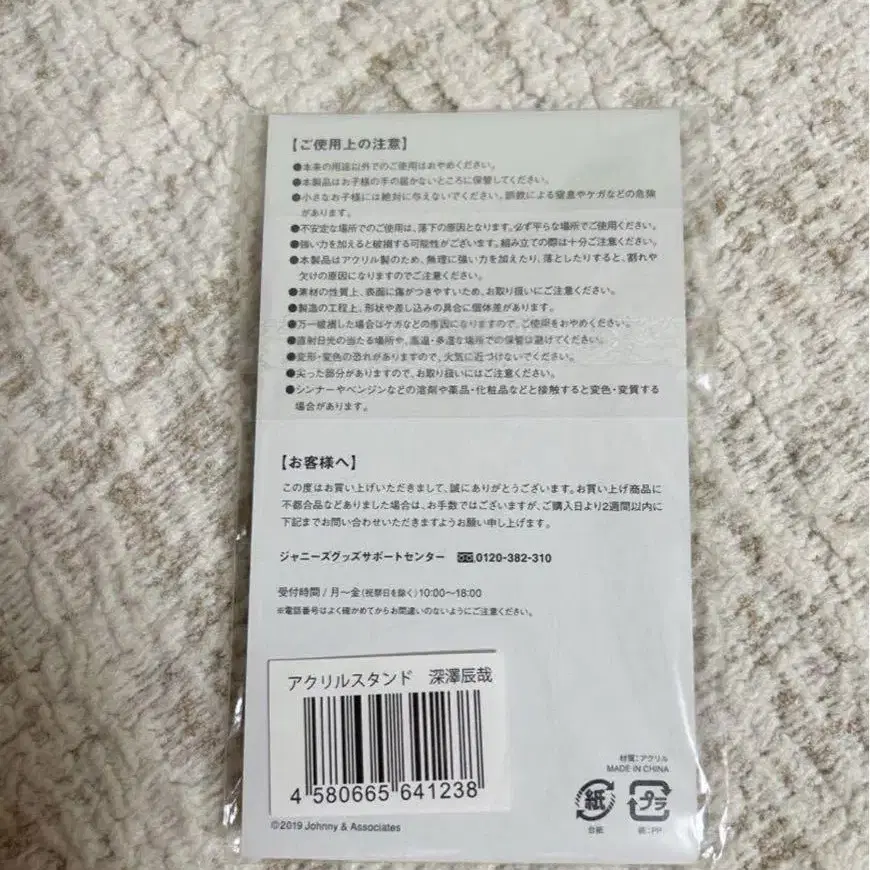 【ご使用上の注意】
●本来の用途以外でのご使用はおやめください。
●本製品はお子様の手の届かないところに保管してください。
●小さなお子様には絶対に与えないでください。誤飲による窒息やケガなどの危険
があります。
●不安定な場所でのご使用は、落下の原因となります。必ず平らな場所でご使用ください。
●強い力を加えると破損する可能性がございます。組み立ての際は十分ご注意ください。
●本製品はアクリル製のため、無理に強い力を加えたり、落としたりすると、割れや
欠けの原因になりますのでご注意ください。
●素材の性質上、表面に傷がつきやすいため、お取り扱いにご注意ください。
●製造の工程上、形状や差し込みの具合に個体差があります。
●万一破損した場合はケガなどの原因になりますので、ご使用をおやめください。
●直射日光の当たる場所や、高温・多湿な場所での保管は避けてください。
●変形・変色の恐れがありますので、火気に近づけないでください。
●尖った部分がありますので、お取り扱いにはご注意ください。
●シンナーやベンジンなどの溶剤や薬品・化粧品などと接触すると変色・変質する
場合があります。
【お客様へ】
この度はお買い上げいただきまして、誠にありがとうございます。お買い上げ商品に
不都合品などありました場合は、お手数ではございますが、ご購入日より2週間以内に
下記までお問い合わせいただきますようお願い申し上げます。
ジャニーズグッズサポートセンター 0120-382-310
受付時間/月〜金(祝祭日を除く)10:00〜18:00
※電話番号はよく確かめてからお間違いのないようにご注意ください。
アクリルスタンド 深澤辰哉
4 580665 641238
©2019 Johnny & Associates
材質:アクリル
MADE IN CHINA
紙
プラ
台紙
袋:PP